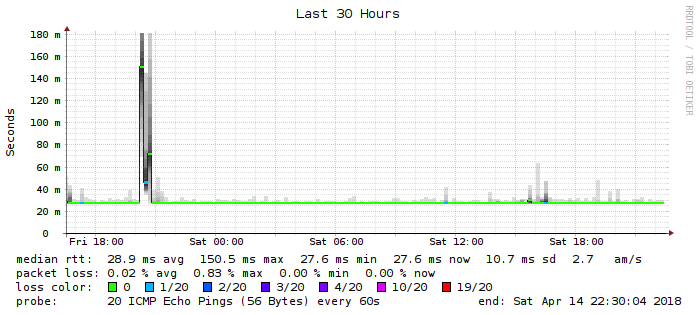 Last 30 Hours
RRDTOOL / TOBI OETIKER
Seconds
180 m
160 m
140 m
120 m
100 m
80 m
60 m
40 m
20 m
0
Fri 18:00 Sat 00:00 Sat 06:00 Sat 12:00 Sat 18:00
median rtt: 28.9 ms avg 150.5 ms max 27.6 ms min 27.6 ms now 10.7 ms sd 2.7 am/s
packet loss: 0.02 % avg 0.83 % max 0.00 % min 0.00 % now
loss color: 0 1/20 2/20 3/20 4/20 10/20 19/20
probe: 20 ICMP Echo Pings (56 Bytes) every 60s end: Sat Apr 14 22:30:04 2018